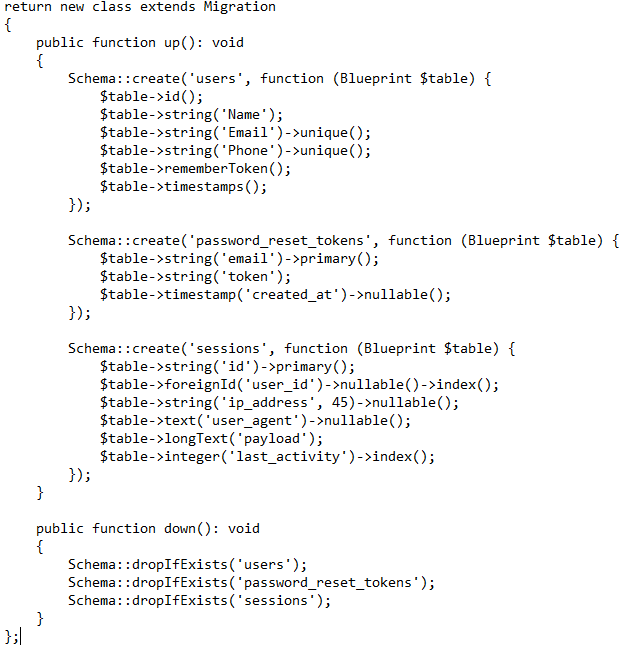 return new class extends Migration
{
    public function up(): void
    {
        Schema::create('users', function (Blueprint $table) {
            $table->id();
            $table->string('Name');
            $table->string('Email')->unique();
            $table->string('Phone')->unique();
            $table->rememberToken();
            $table->timestamps();
        });

        Schema::create('password_reset_tokens', function (Blueprint $table) {
            $table->string('email')->primary();
            $table->string('token');
            $table->timestamp('created_at')->nullable();
        });

        Schema::create('sessions', function (Blueprint $table) {
            $table->string('id')->primary();
            $table->foreignId('user_id')->nullable()->index();
            $table->string('ip_address', 45)->nullable();
            $table->text('user_agent')->nullable();
            $table->longText('payload');
            $table->integer('last_activity')->index();
        });
    }

    public function down(): void
    {
        Schema::dropIfExists('users');
        Schema::dropIfExists('password_reset_tokens');
        Schema::dropIfExists('sessions');
    }
};